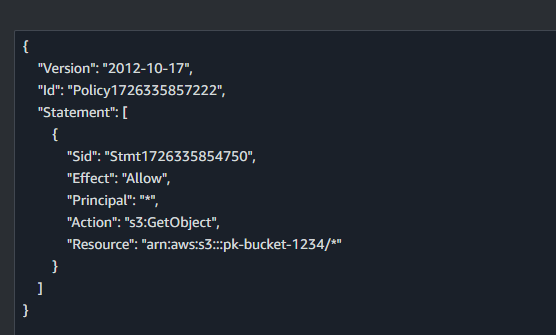 {
"Version": "2012-10-17",
"Id": "Policy1726335857222",
"Statement": [
{
"Sid": "Stmt1726335854750",
"Effect": "Allow",
"Principal": "*",
"Action": "s3:GetObject",
"Resource": "arn:aws:s3:::pk-bucket-1234/*"
}
]
}